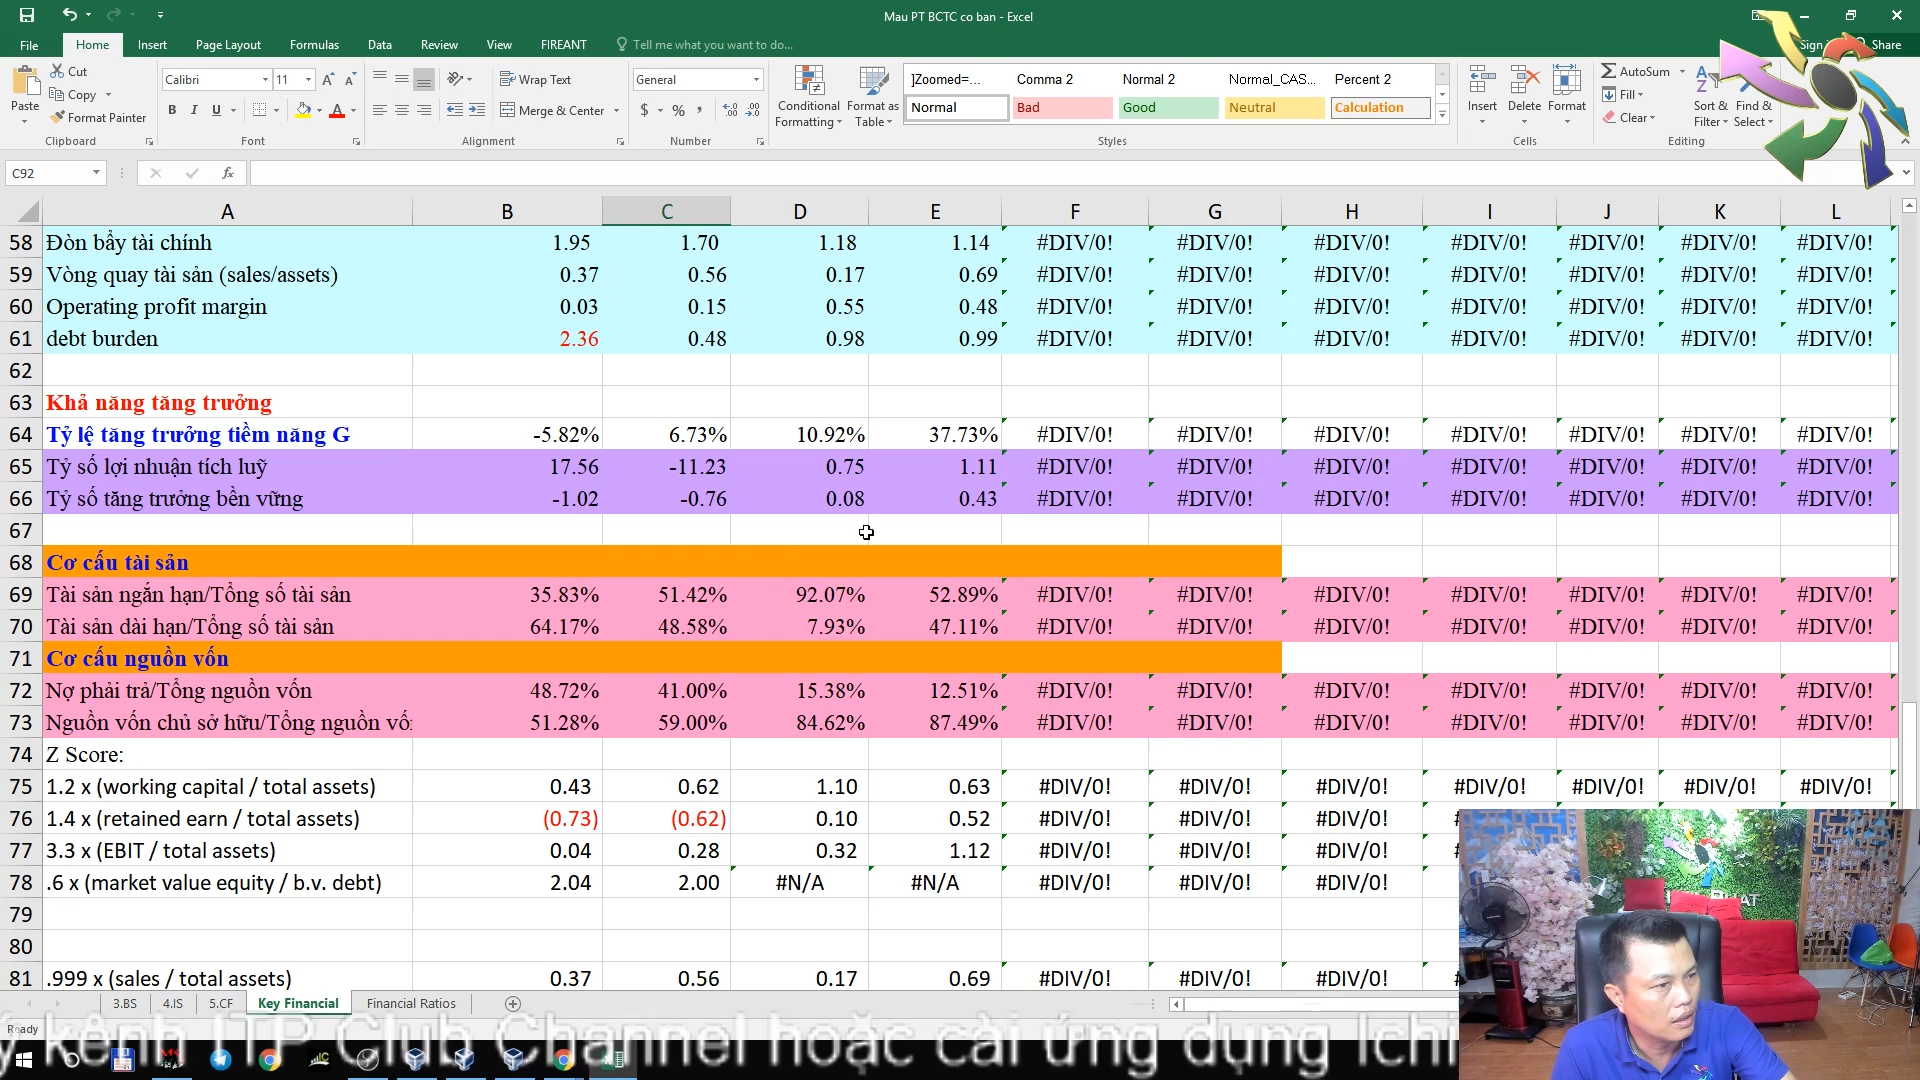 Mau PT BCTC co ban - Excel
File Home Insert Page Layout Formulas Data Review View FIREANT Tell me what you want to do... Share
Cut
Copy
Format Painter
Paste
Clipboard
Calibri 11
B I U
Font
Wrap Text
Merge & Center
Alignment
General
$ % ,
Number
Conditional Formatting
Format as Table
]Zoomed=... Comma 2 Normal 2 Normal_CAS... Percent 2
Normal Bad Good Neutral Calculation
Styles
Insert Delete Format
Cells
AutoSum
Fill
Clear
Sort & Filter
Find & Select
Editing
C92 fx
A B C D E F G H I J K L
58 Đòn bẩy tài chính 1.95 1.70 1.18 1.14 #DIV/0! #DIV/0! #DIV/0! #DIV/0! #DIV/0! #DIV/0! #DIV/0!
59 Vòng quay tài sản (sales/assets) 0.37 0.56 0.17 0.69 #DIV/0! #DIV/0! #DIV/0! #DIV/0! #DIV/0! #DIV/0! #DIV/0!
60 Operating profit margin 0.03 0.15 0.55 0.48 #DIV/0! #DIV/0! #DIV/0! #DIV/0! #DIV/0! #DIV/0! #DIV/0!
61 debt burden 2.36 0.48 0.98 0.99 #DIV/0! #DIV/0! #DIV/0! #DIV/0! #DIV/0! #DIV/0! #DIV/0!
62
63 Khả năng tăng trưởng
64 Tỷ lệ tăng trưởng tiềm năng G -5.82% 6.73% 10.92% 37.73% #DIV/0! #DIV/0! #DIV/0! #DIV/0! #DIV/0! #DIV/0! #DIV/0!
65 Tỷ số lợi nhuận tích luỹ 17.56 -11.23 0.75 1.11 #DIV/0! #DIV/0! #DIV/0! #DIV/0! #DIV/0! #DIV/0! #DIV/0!
66 Tỷ số tăng trưởng bền vững -1.02 -0.76 0.08 0.43 #DIV/0! #DIV/0! #DIV/0! #DIV/0! #DIV/0! #DIV/0! #DIV/0!
67
68 Cơ cấu tài sản
69 Tài sản ngắn hạn/Tổng số tài sản 35.83% 51.42% 92.07% 52.89% #DIV/0! #DIV/0! #DIV/0! #DIV/0! #DIV/0! #DIV/0! #DIV/0!
70 Tài sản dài hạn/Tổng số tài sản 64.17% 48.58% 7.93% 47.11% #DIV/0! #DIV/0! #DIV/0! #DIV/0! #DIV/0! #DIV/0! #DIV/0!
71 Cơ cấu nguồn vốn
72 Nợ phải trả/Tổng nguồn vốn 48.72% 41.00% 15.38% 12.51% #DIV/0! #DIV/0! #DIV/0! #DIV/0! #DIV/0! #DIV/0! #DIV/0!
73 Nguồn vốn chủ sở hữu/Tổng nguồn 51.28% 59.00% 84.62% 87.49% #DIV/0! #DIV/0! #DIV/0! #DIV/0! #DIV/0! #DIV/0! #DIV/0!
74 Z Score:
75 1.2 x (working capital / total assets) 0.43 0.62 1.10 0.63 #DIV/0! #DIV/0! #DIV/0! #DIV/0! #DIV/0! #DIV/0! #DIV/0!
76 1.4 x (retained earn / total assets) (0.73) (0.62) 0.10 0.52 #DIV/0! #DIV/0! #DIV/0!
77 3.3 x (EBIT / total assets) 0.04 0.28 0.32 1.12 #DIV/0! #DIV/0! #DIV/0!
78 .6 x (market value equity / b.v. debt) 2.04 2.00 #N/A #N/A #DIV/0! #DIV/0! #DIV/0!
79
80
81 .999 x (sales / total assets) 0.37 0.56 0.17 0.69 #DIV/0! #DIV/0! #DIV/0!
3.BS 4.IS 5.CF Key Financial Financial Ratios
Ready
kênh ITP Club Channel hoặc cài ứng dụng Ichi